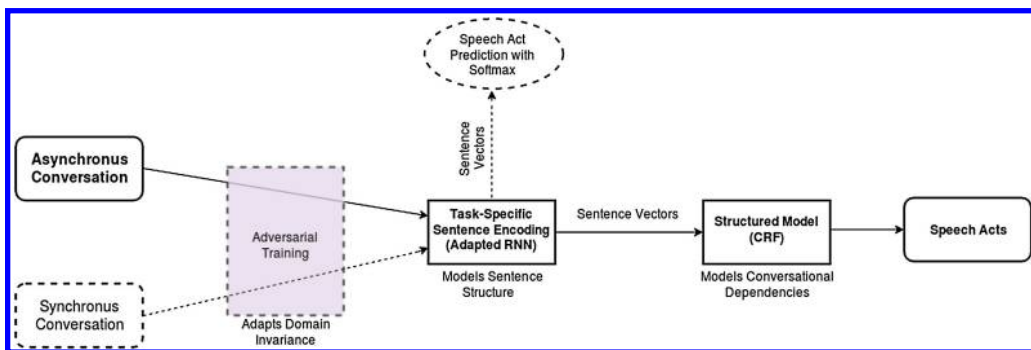 Speech Act
Prediction with
Softmax
Sentence
Vectors
Asynchronus
Conversation
Adversarial
Training
Task-Specific
Sentence Encoding
(Adapted RNN)
Sentence Vectors
Structured Model
(CRF)
Speech Acts
Models Sentence
Structure
Models Conversational
Dependencies
Synchronus
Conversation
Adapts Domain
Invariance